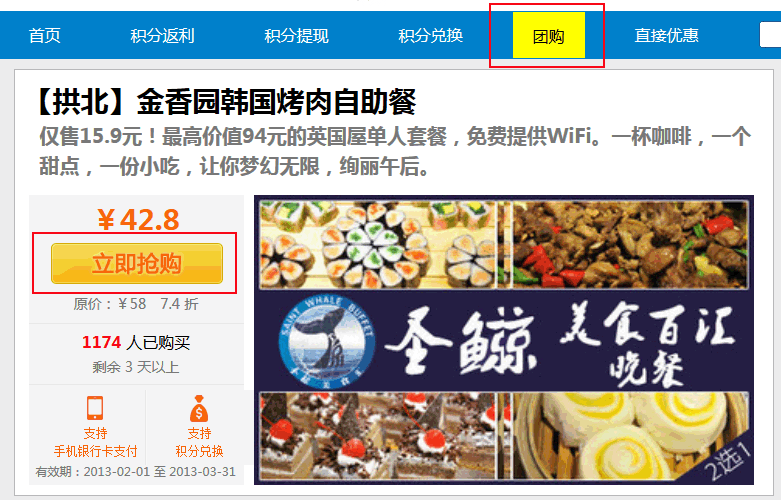 首页 积分返利 积分提现 积分兑换 团购 直接优惠
【拱北】金香园韩国烤肉自助餐
仅售15.9元！最高价值94元的英国屋单人套餐，免费提供WiFi。一杯咖啡，一个
甜点，一份小吃，让你梦幻无限，绚丽午后。
￥42.8
立即抢购
原价：￥58 7.4 折
1174 人已购买
剩余 3 天以上
支持
手机银行卡支付
支持
积分兑换
有效期：2013-02-01 至 2013-03-31
SAINT WHALE BUFFET
圣鲸
美食百汇
晚餐
2选1